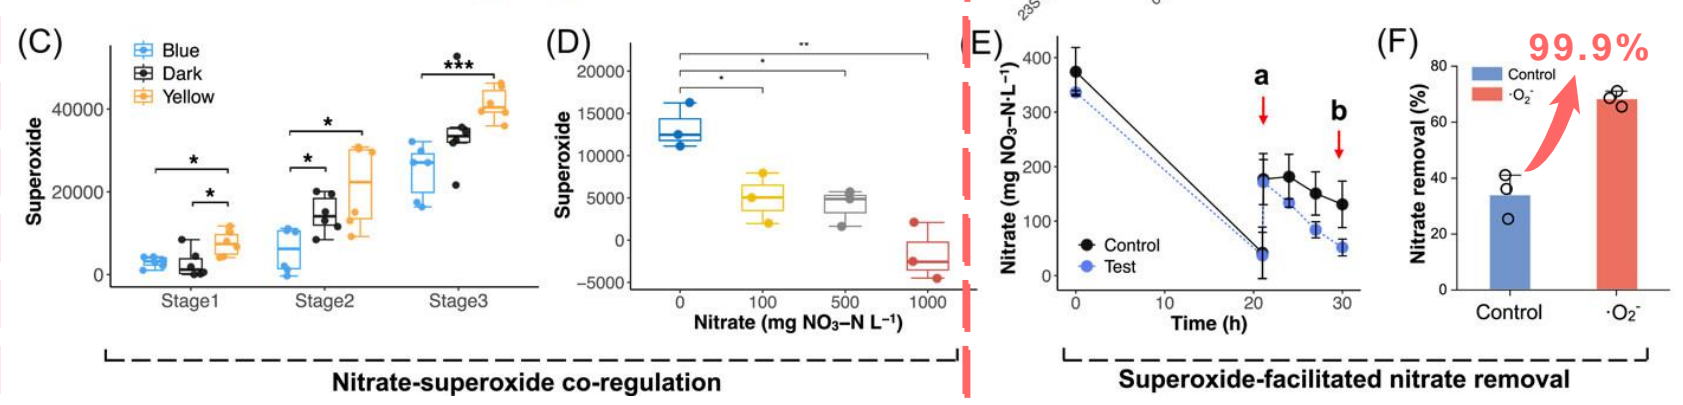 23S
(C)
Blue
Dark
Yellow
Superoxide
40000
20000
0
***
*
*
*
*
Stage1 Stage2 Stage3
(D)
Superoxide
20000
15000
10000
5000
0
−5000
**
*
*
0 100 500 1000
Nitrate (mg NO₃–N L⁻¹)
Nitrate-superoxide co-regulation
E)
Nitrate (mg NO₃–N·L⁻¹)
400
300
200
100
0
a
b
Control
Test
0 10 20 30
Time (h)
(F)
99.9%
Nitrate removal (%)
80
60
40
20
0
Control
·O₂⁻
Control ·O₂⁻
Superoxide-facilitated nitrate removal